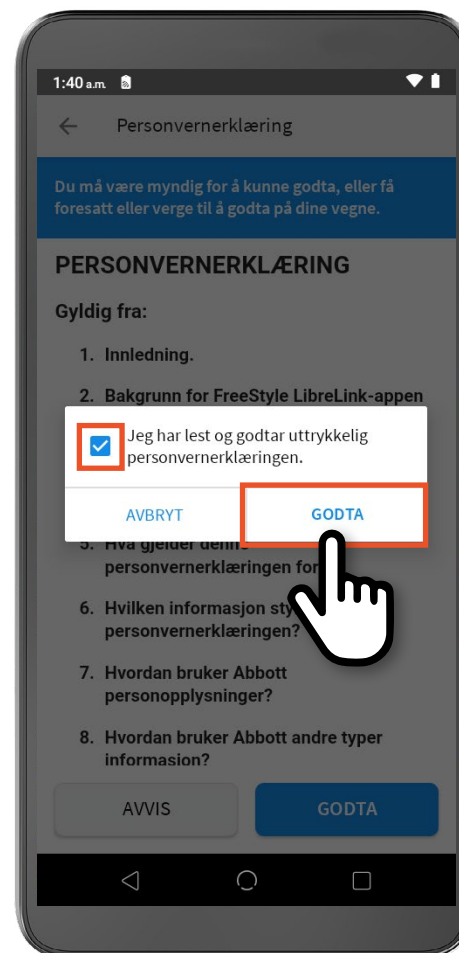 1:40 a.m.
Personvernerklæring
Du må være myndig for å kunne godta, eller få
foresatt eller verge til å godta på dine vegne.
PERSONVERNERKLÆRING
Gyldig fra:
1. Innledning.
2. Bakgrunn for FreeStyle LibreLink-appen
Jeg har lest og godtar uttrykkelig
personvernerklæringen.
AVBRYT GODTA
5. Hva gjelder denne
personvernerklæringen for
6. Hvilken informasjon
personvernerklæringen?
7. Hvordan bruker Abbott
personopplysninger?
8. Hvordan bruker Abbott andre typer
informasjon?
AVVIS GODTA